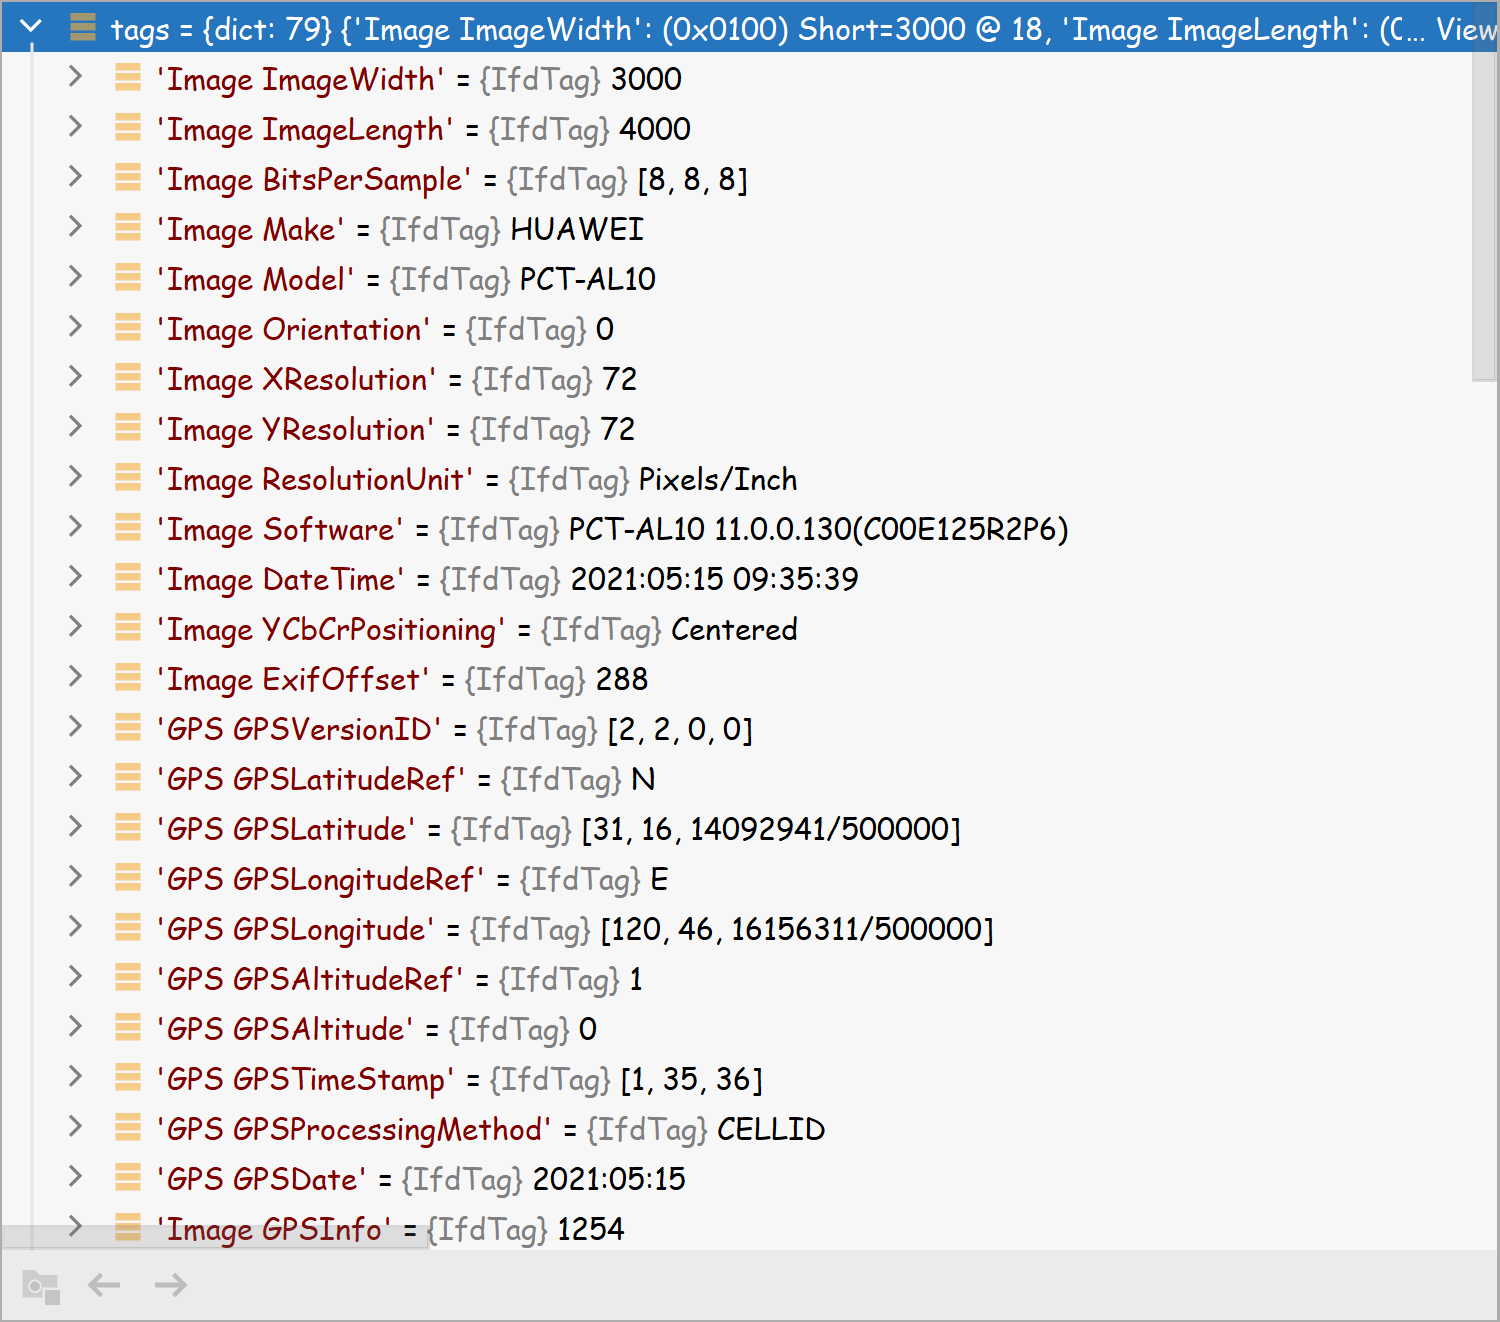 tags = {dict: 79} {'Image ImageWidth': (0x0100) Short=3000 @ 18, 'Image ImageLength': (0... View
'Image ImageWidth' = {IfdTag} 3000
'Image ImageLength' = {IfdTag} 4000
'Image BitsPerSample' = {IfdTag} [8, 8, 8]
'Image Make' = {IfdTag} HUAWEI
'Image Model' = {IfdTag} PCT-AL10
'Image Orientation' = {IfdTag} 0
'Image XResolution' = {IfdTag} 72
'Image YResolution' = {IfdTag} 72
'Image ResolutionUnit' = {IfdTag} Pixels/Inch
'Image Software' = {IfdTag} PCT-AL10 11.0.0.130(C00E125R2P6)
'Image DateTime' = {IfdTag} 2021:05:15 09:35:39
'Image YCbCrPositioning' = {IfdTag} Centered
'Image ExifOffset' = {IfdTag} 288
'GPS GPSVersionID' = {IfdTag} [2, 2, 0, 0]
'GPS GPSLatitudeRef' = {IfdTag} N
'GPS GPSLatitude' = {IfdTag} [31, 16, 14092941/500000]
'GPS GPSLongitudeRef' = {IfdTag} E
'GPS GPSLongitude' = {IfdTag} [120, 46, 16156311/500000]
'GPS GPSAltitudeRef' = {IfdTag} 1
'GPS GPSAltitude' = {IfdTag} 0
'GPS GPSTimeStamp' = {IfdTag} [1, 35, 36]
'GPS GPSProcessingMethod' = {IfdTag} CELLID
'GPS GPSDate' = {IfdTag} 2021:05:15
'Image GPSInfo' = {IfdTag} 1254